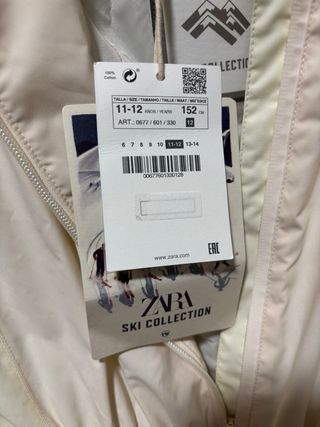 COLLECTION
100%
Cotton
TALLA / SIZE / TAMANHO / TAILLE / MAAT / МЕГЕЖСЕ
11-12 AÑOS / YEARS 152 CM
ART.: 0677 / 601 / 330 12
6 7 8 9 10 11-12 13-14
00677601330128
www.zara.com
EAC
ZARA
SKI COLLECTION